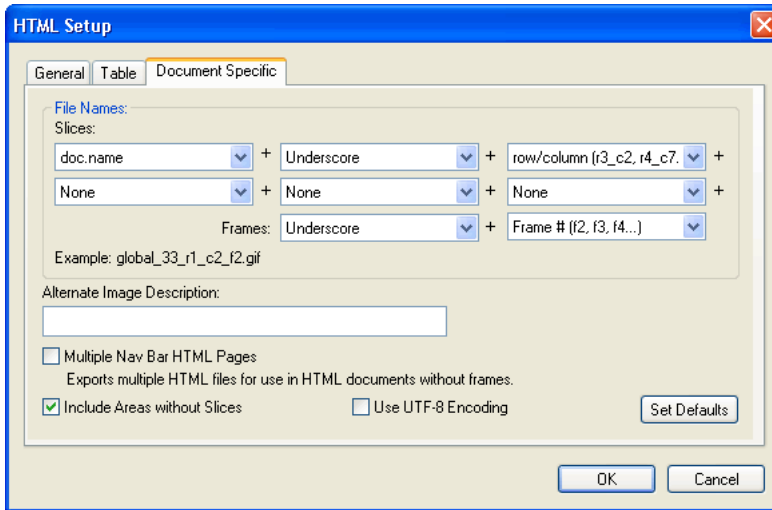 HTML Setup
General Table Document Specific
File Names:
Slices:
doc.name + Underscore + row/column (r3_c2, r4_c7. +
None + None + None +
Frames: Underscore + Frame # (f2, f3, f4...)
Example: global_33_r1_c2_f2.gif
Alternate Image Description:
Multiple Nav Bar HTML Pages
Exports multiple HTML files for use in HTML documents without frames.
Include Areas without Slices Use UTF-8 Encoding Set Defaults
OK Cancel